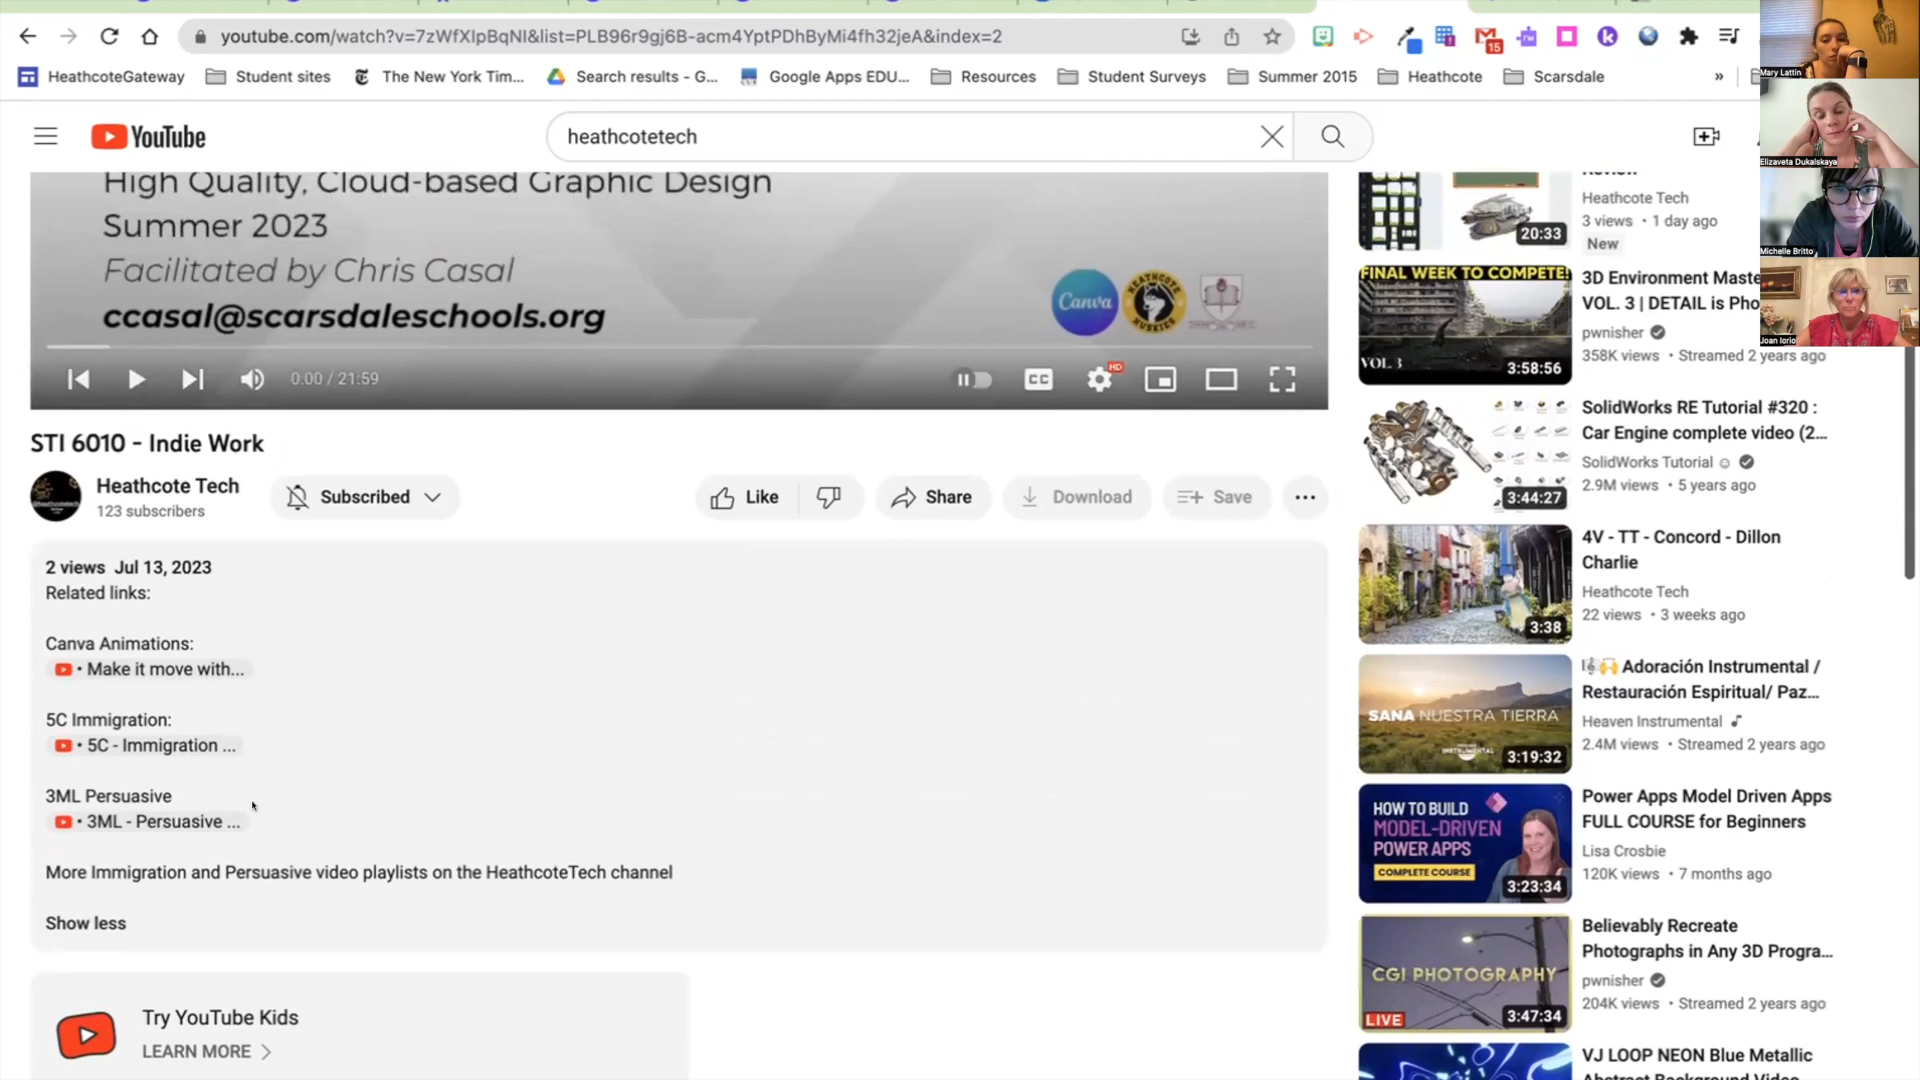 youtube.com/watch?v=7zWfXIpBqNI&list=PLB96r9gj6B-acm4YptPDhByMi4fh32jeA&index=2
15
HeathcoteGateway
Student sites
The New York Tim...
Search results - G...
Google Apps EDU...
Resources
Student Surveys
Summer 2015
Heathcote
Scarsdale
»
YouTube
heathcotetech
High Quality, Cloud-based Graphic Design
Summer 2023
Facilitated by Chris Casal
ccasal@scarsdaleschools.org
Canva
0:00 / 21:59
CC
HD
STI 6010 - Indie Work
Heathcote Tech
123 subscribers
Subscribed
Like
Share
Download
Save
2 views Jul 13, 2023
Related links:
Canva Animations:
• Make it move with...
5C Immigration:
• 5C - Immigration ...
3ML Persuasive
• 3ML - Persuasive ...
More Immigration and Persuasive video playlists on the HeathcoteTech channel
Show less
Try YouTube Kids
LEARN MORE
Review
Heathcote Tech
3 views • 1 day ago
New
20:33
FINAL WEEK TO COMPETE!
VOL. 3
3:58:56
3D Environment Maste
VOL. 3 | DETAIL is Pho
pwnisher
358K views • Streamed 2 years ago
3:44:27
SolidWorks RE Tutorial #320 :
Car Engine complete video (2...
SolidWorks Tutorial ☺
2.9M views • 5 years ago
3:38
4V - TT - Concord - Dillon
Charlie
Heathcote Tech
22 views • 3 weeks ago
SANA NUESTRA TIERRA
INSTRUMENTAL
3:19:32
Adoración Instrumental /
Restauración Espiritual/ Paz...
Heaven Instrumental
2.4M views • Streamed 2 years ago
HOW TO BUILD
MODEL-DRIVEN
POWER APPS
COMPLETE COURSE
3:23:34
Power Apps Model Driven Apps
FULL COURSE for Beginners
Lisa Crosbie
120K views • 7 months ago
CGI PHOTOGRAPHY
LIVE
3:47:34
Believably Recreate
Photographs in Any 3D Progra...
pwnisher
204K views • Streamed 2 years ago
VJ LOOP NEON Blue Metallic
Abstract Background Video
Mary Lattin
Elizaveta Dukalskaya
Michelle Britto
Joan Iorio